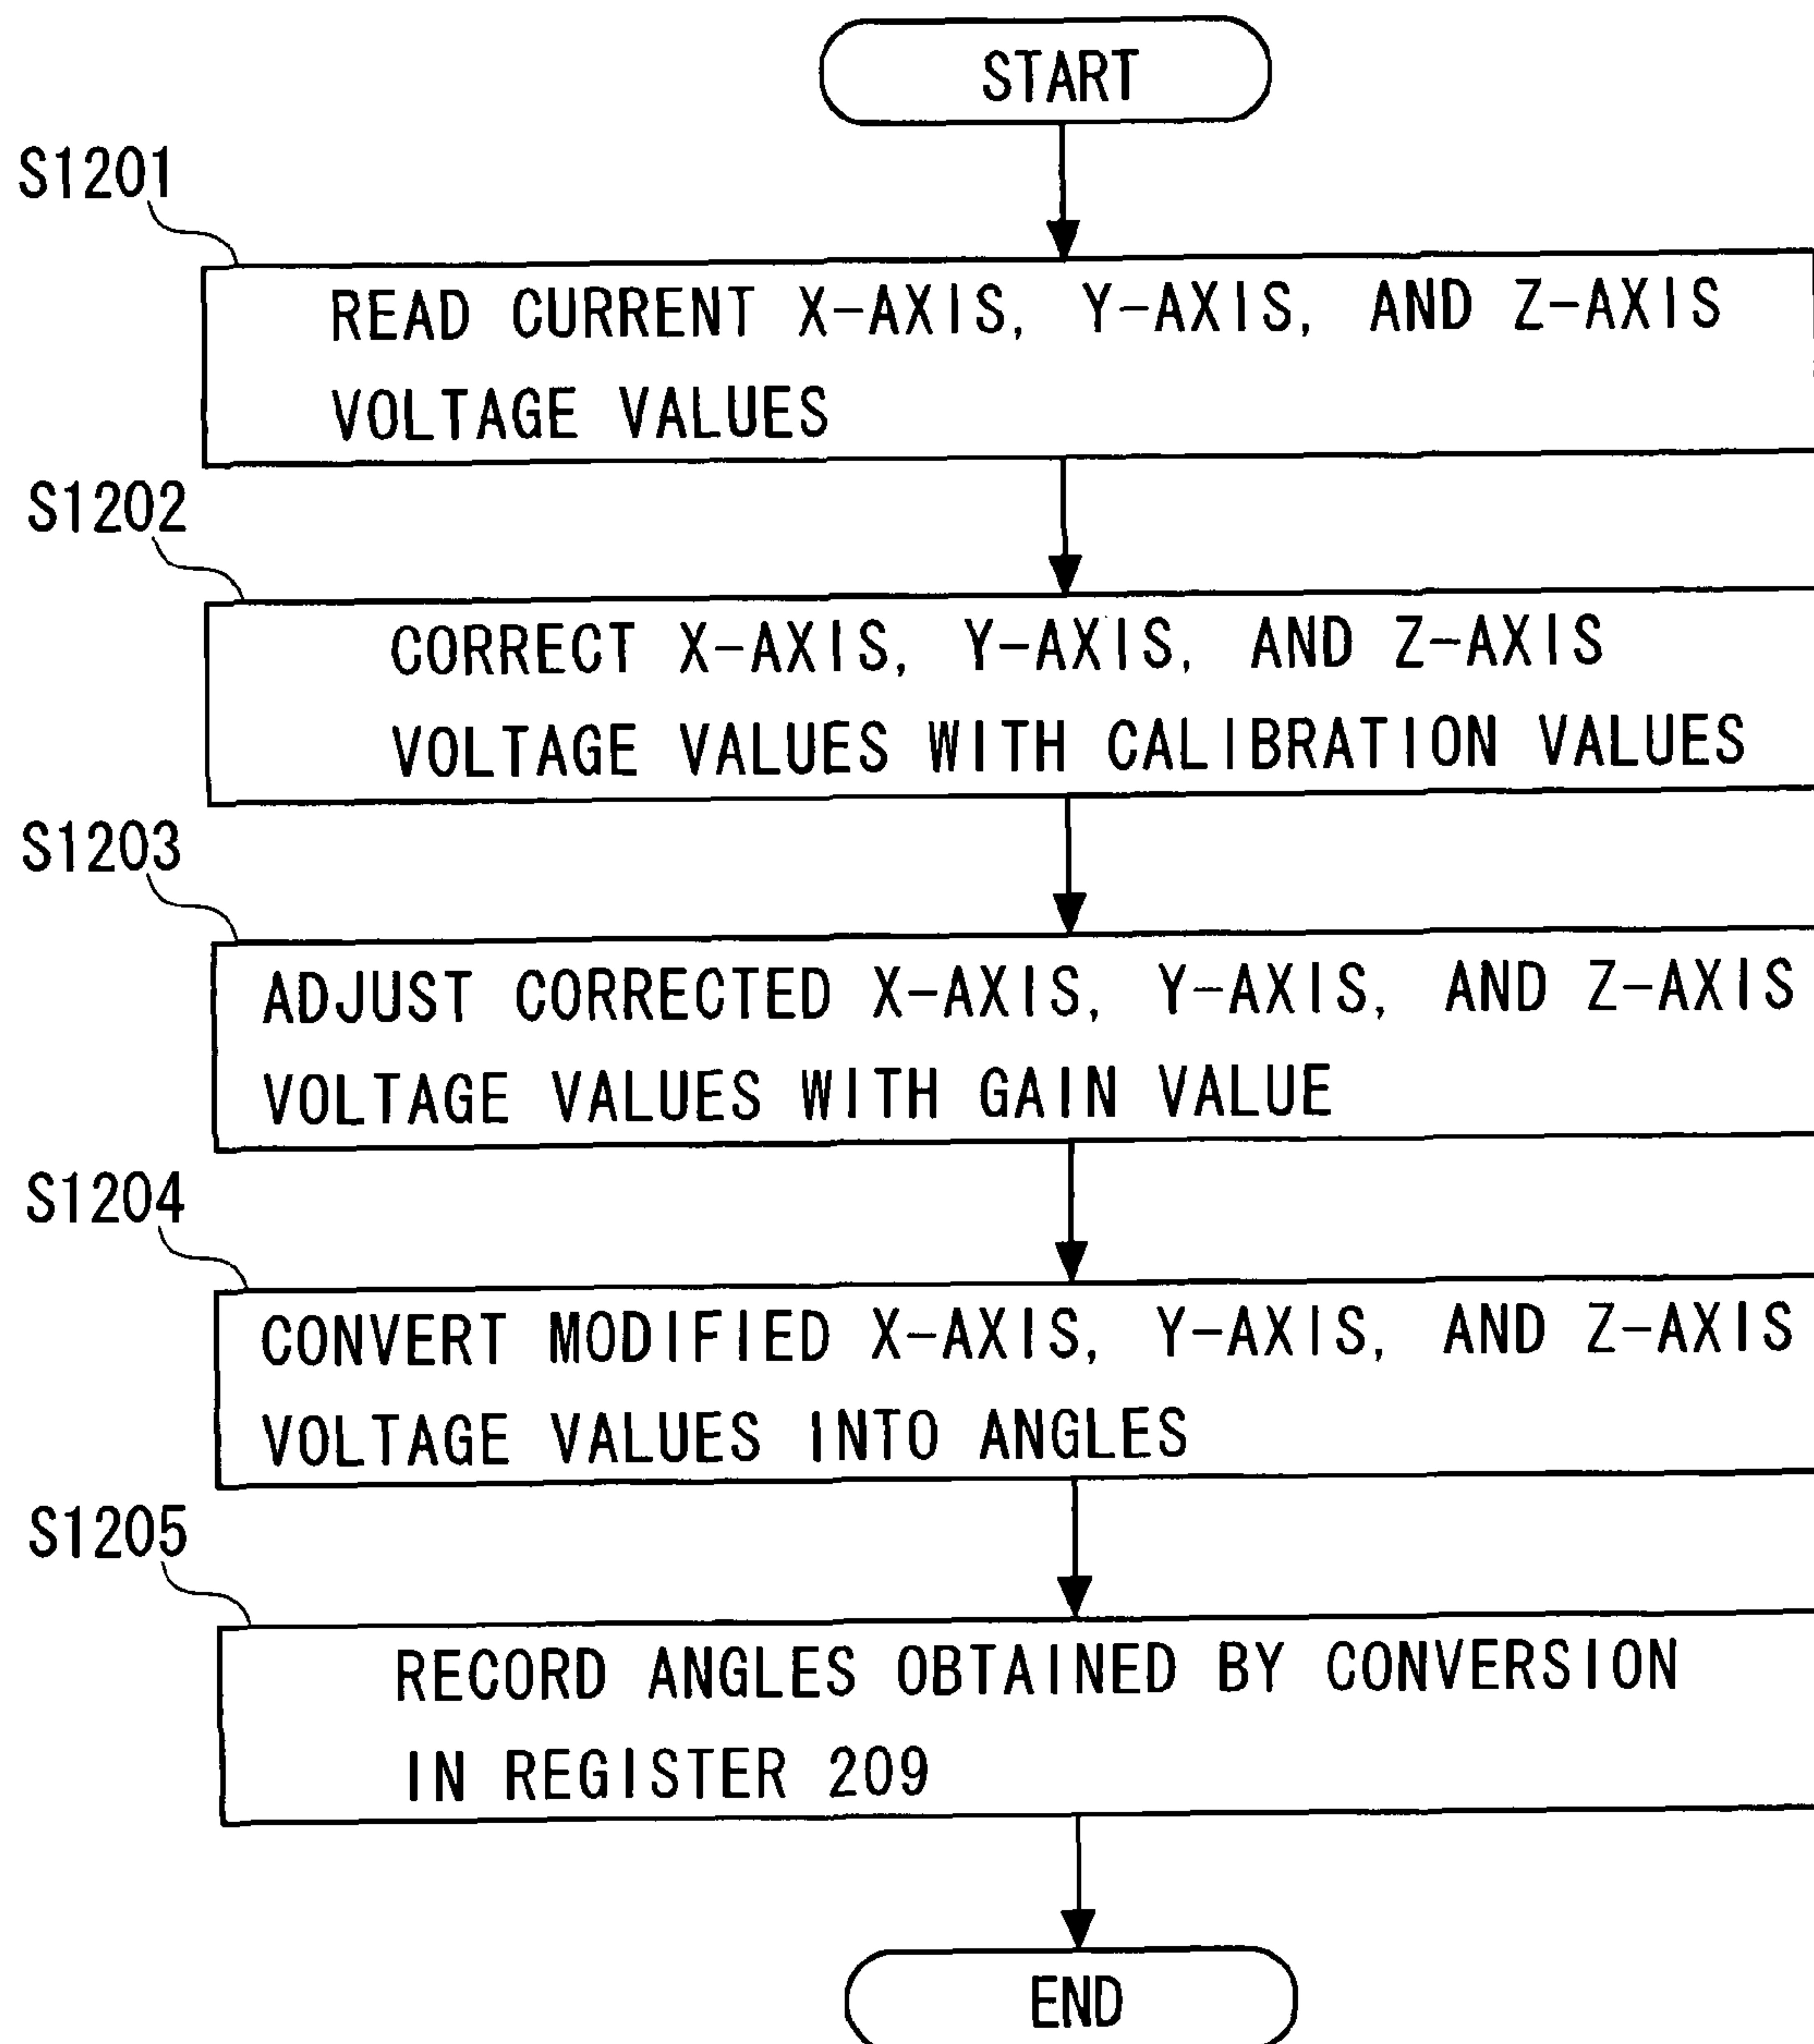 START
S1201
READ CURRENT X-AXIS, Y-AXIS, AND Z-AXIS
VOLTAGE VALUES
S1202
CORRECT X-AXIS, Y-AXIS, AND Z-AXIS
VOLTAGE VALUES WITH CALIBRATION VALUES
S1203
ADJUST CORRECTED X-AXIS, Y-AXIS, AND Z-AXIS
VOLTAGE VALUES WITH GAIN VALUE
S1204
CONVERT MODIFIED X-AXIS, Y-AXIS, AND Z-AXIS
VOLTAGE VALUES INTO ANGLES
S1205
RECORD ANGLES OBTAINED BY CONVERSION
IN REGISTER 209
END